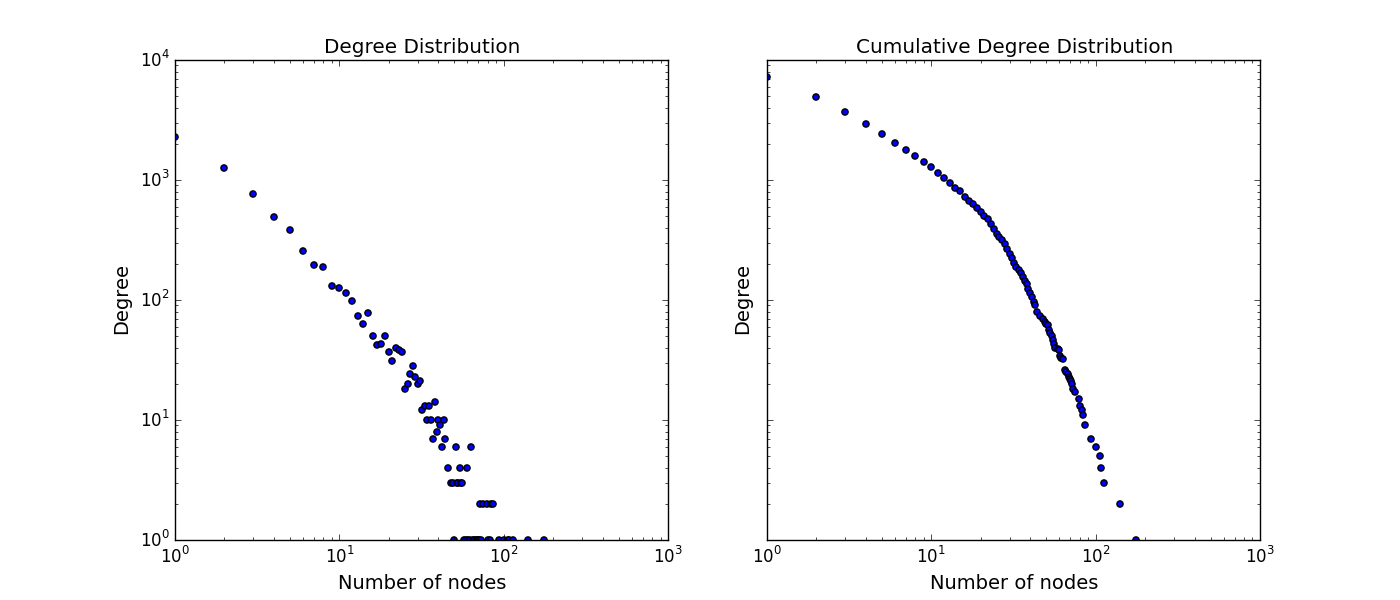 Degree Distribution
Degree
10^4
10^3
10^2
10^1
10^0
10^0 10^1 10^2 10^3
Number of nodes
Cumulative Degree Distribution
Degree
10^0 10^1 10^2 10^3
Number of nodes